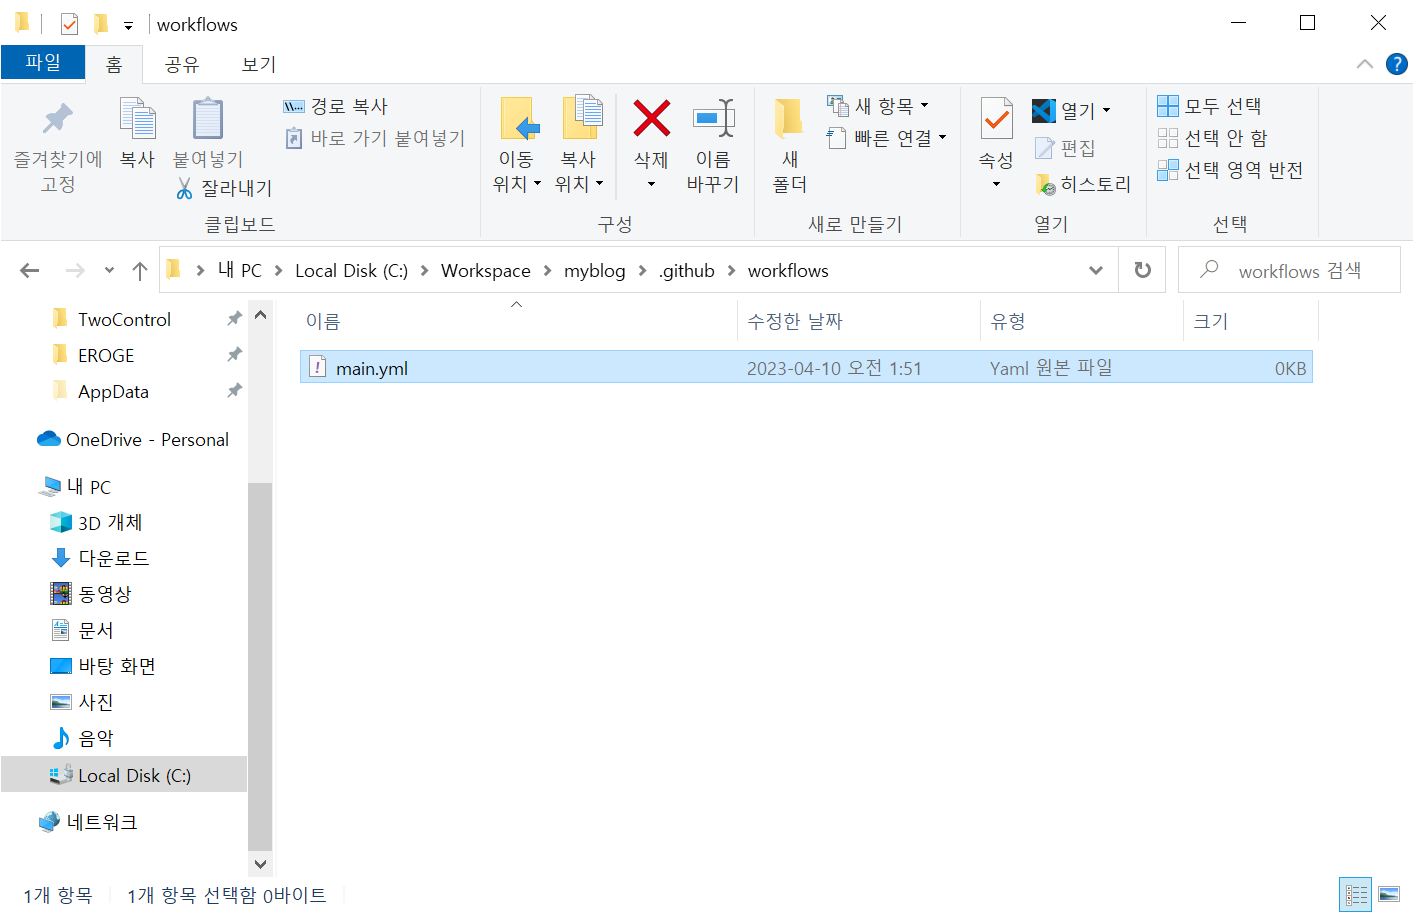 workflows
파일 홈 공유 보기
즐겨찾기에 고정
복사
붙여넣기
잘라내기
경로 복사
바로 가기 붙여넣기
클립보드
이동 위치
복사 위치
삭제
이름 바꾸기
구성
새 폴더
새 항목
빠른 연결
새로 만들기
속성
열기
편집
히스토리
열기
모두 선택
선택 안 함
선택 영역 반전
선택
내 PC > Local Disk (C:) > Workspace > myblog > .github > workflows
workflows 검색
TwoControl
EROGE
AppData
OneDrive - Personal
내 PC
3D 개체
다운로드
동영상
문서
바탕 화면
사진
음악
Local Disk (C:)
네트워크
이름 수정한 날짜 유형 크기
main.yml 2023-04-10 오전 1:51 Yaml 원본 파일 0KB
1개 항목 1개 항목 선택함 0바이트